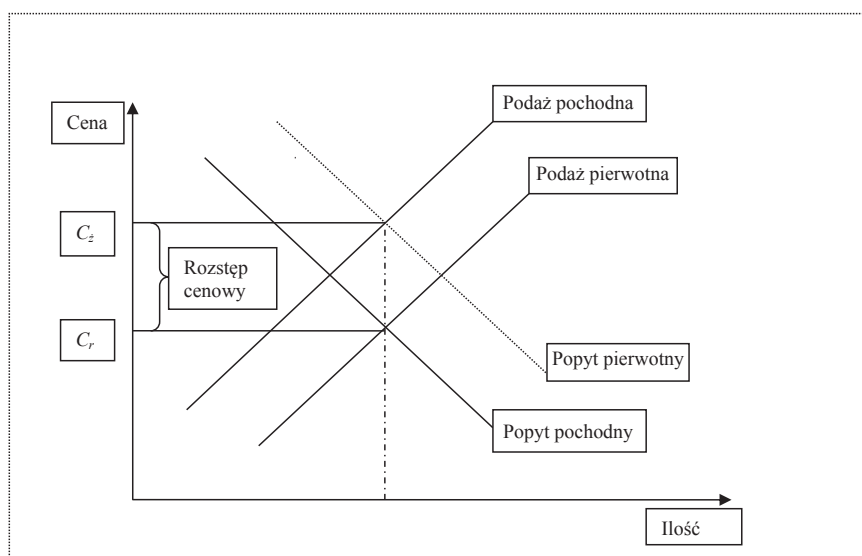 Podaż pochodna
Cena
Podaż pierwotna
Cż
Rozstęp
cenowy
Cr
Popyt pierwotny
Popyt pochodny
Ilość